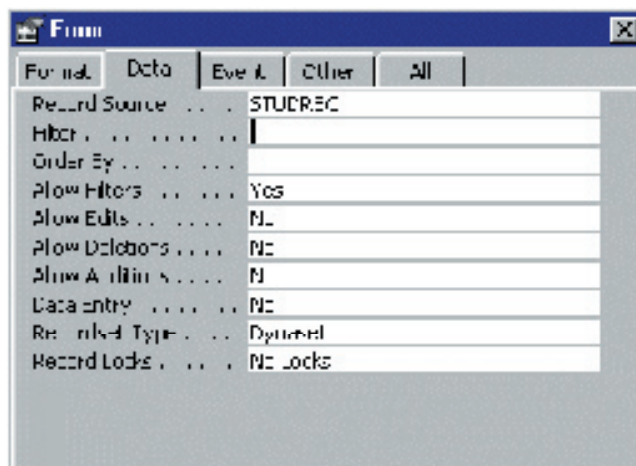 Form
Format Data Event Other All
Record Source . . . . STUDREC
Filter . . . . . . . .
Order By . . . . . .
Allow Filters . . . . . Yes
Allow Edits . . . . . . No
Allow Deletions . . . . No
Allow Additions . . . . N
Data Entry . . . . . . No
Recordset Type . . . . Dynaset
Record Locks . . . . . No Locks